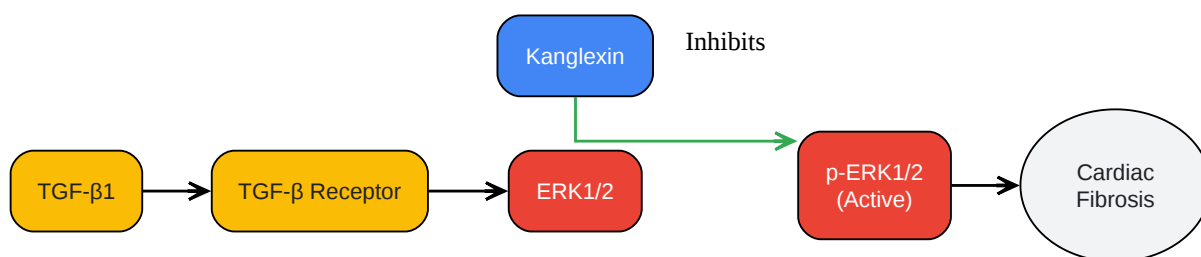 Kanglexin
Inhibits
TGF-β1
TGF-β Receptor
ERK1/2
p-ERK1/2
(Active)
Cardiac
Fibrosis